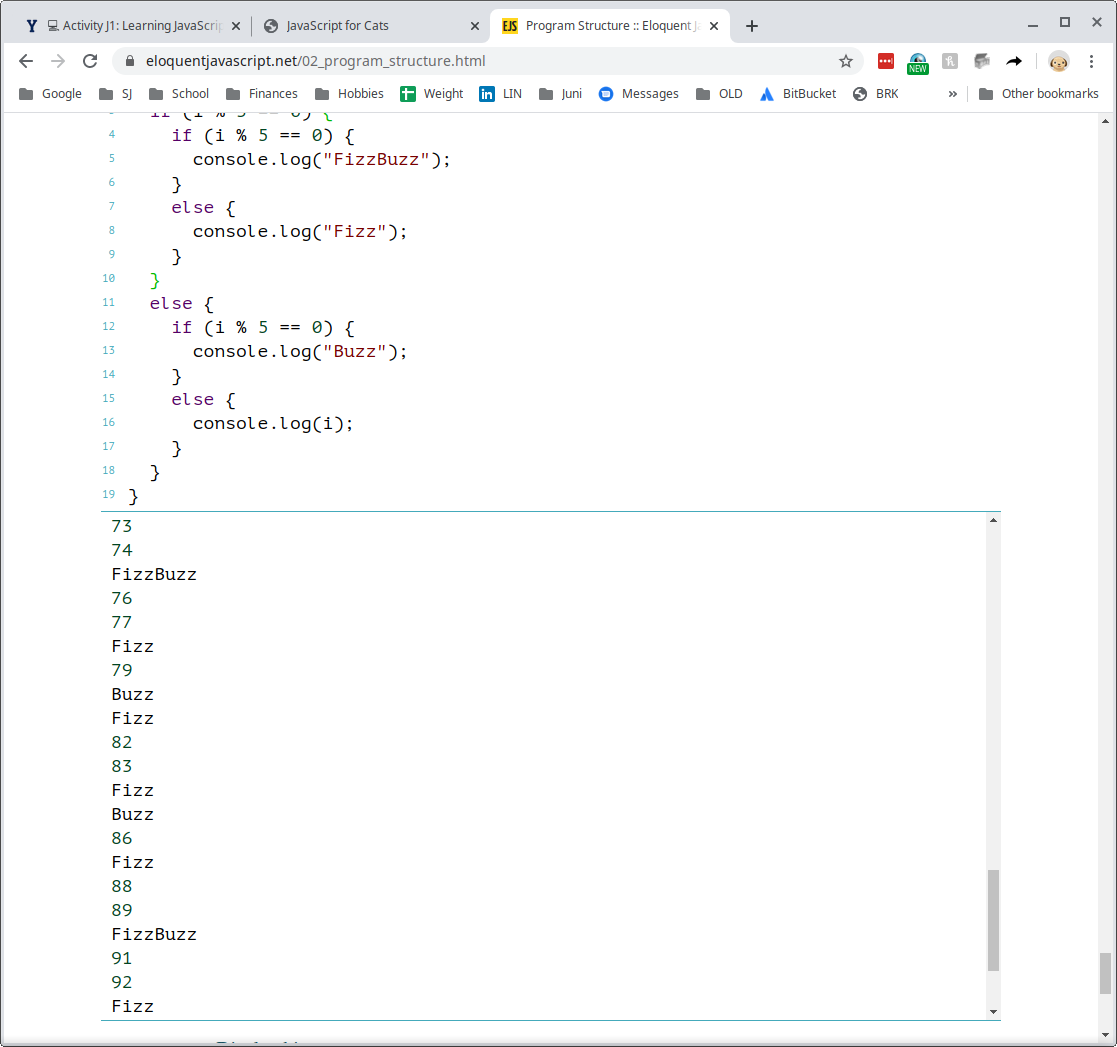 Y Activity J1: Learning JavaScrip
JavaScript for Cats
EJS Program Structure :: Eloquent J
eloquentjavascript.net/02_program_structure.html
NEW
Google SJ School Finances Hobbies Weight in LIN Juni Messages OLD BitBucket BRK » Other bookmarks
4 if (i % 5 == 0) {
5 console.log("FizzBuzz");
6 }
7 else {
8 console.log("Fizz");
9 }
10 }
11 else {
12 if (i % 5 == 0) {
13 console.log("Buzz");
14 }
15 else {
16 console.log(i);
17 }
18 }
19 }
73
74
FizzBuzz
76
77
Fizz
79
Buzz
Fizz
82
83
Fizz
Buzz
86
Fizz
88
89
FizzBuzz
91
92
Fizz